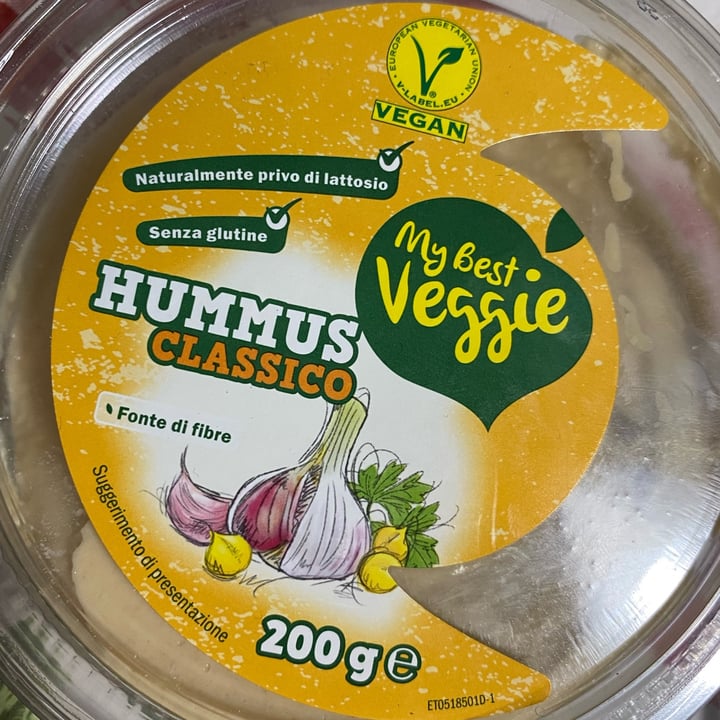 EUROPEAN VEGETARIAN UNION
V-LABEL.EU
®
VEGAN
Naturalmente privo di lattosio
Senza glutine
My Best
Veggie
HUMMUS
CLASSICO
Fonte di fibre
Suggerimento di presentazione
200 g e
ET0518501D-1